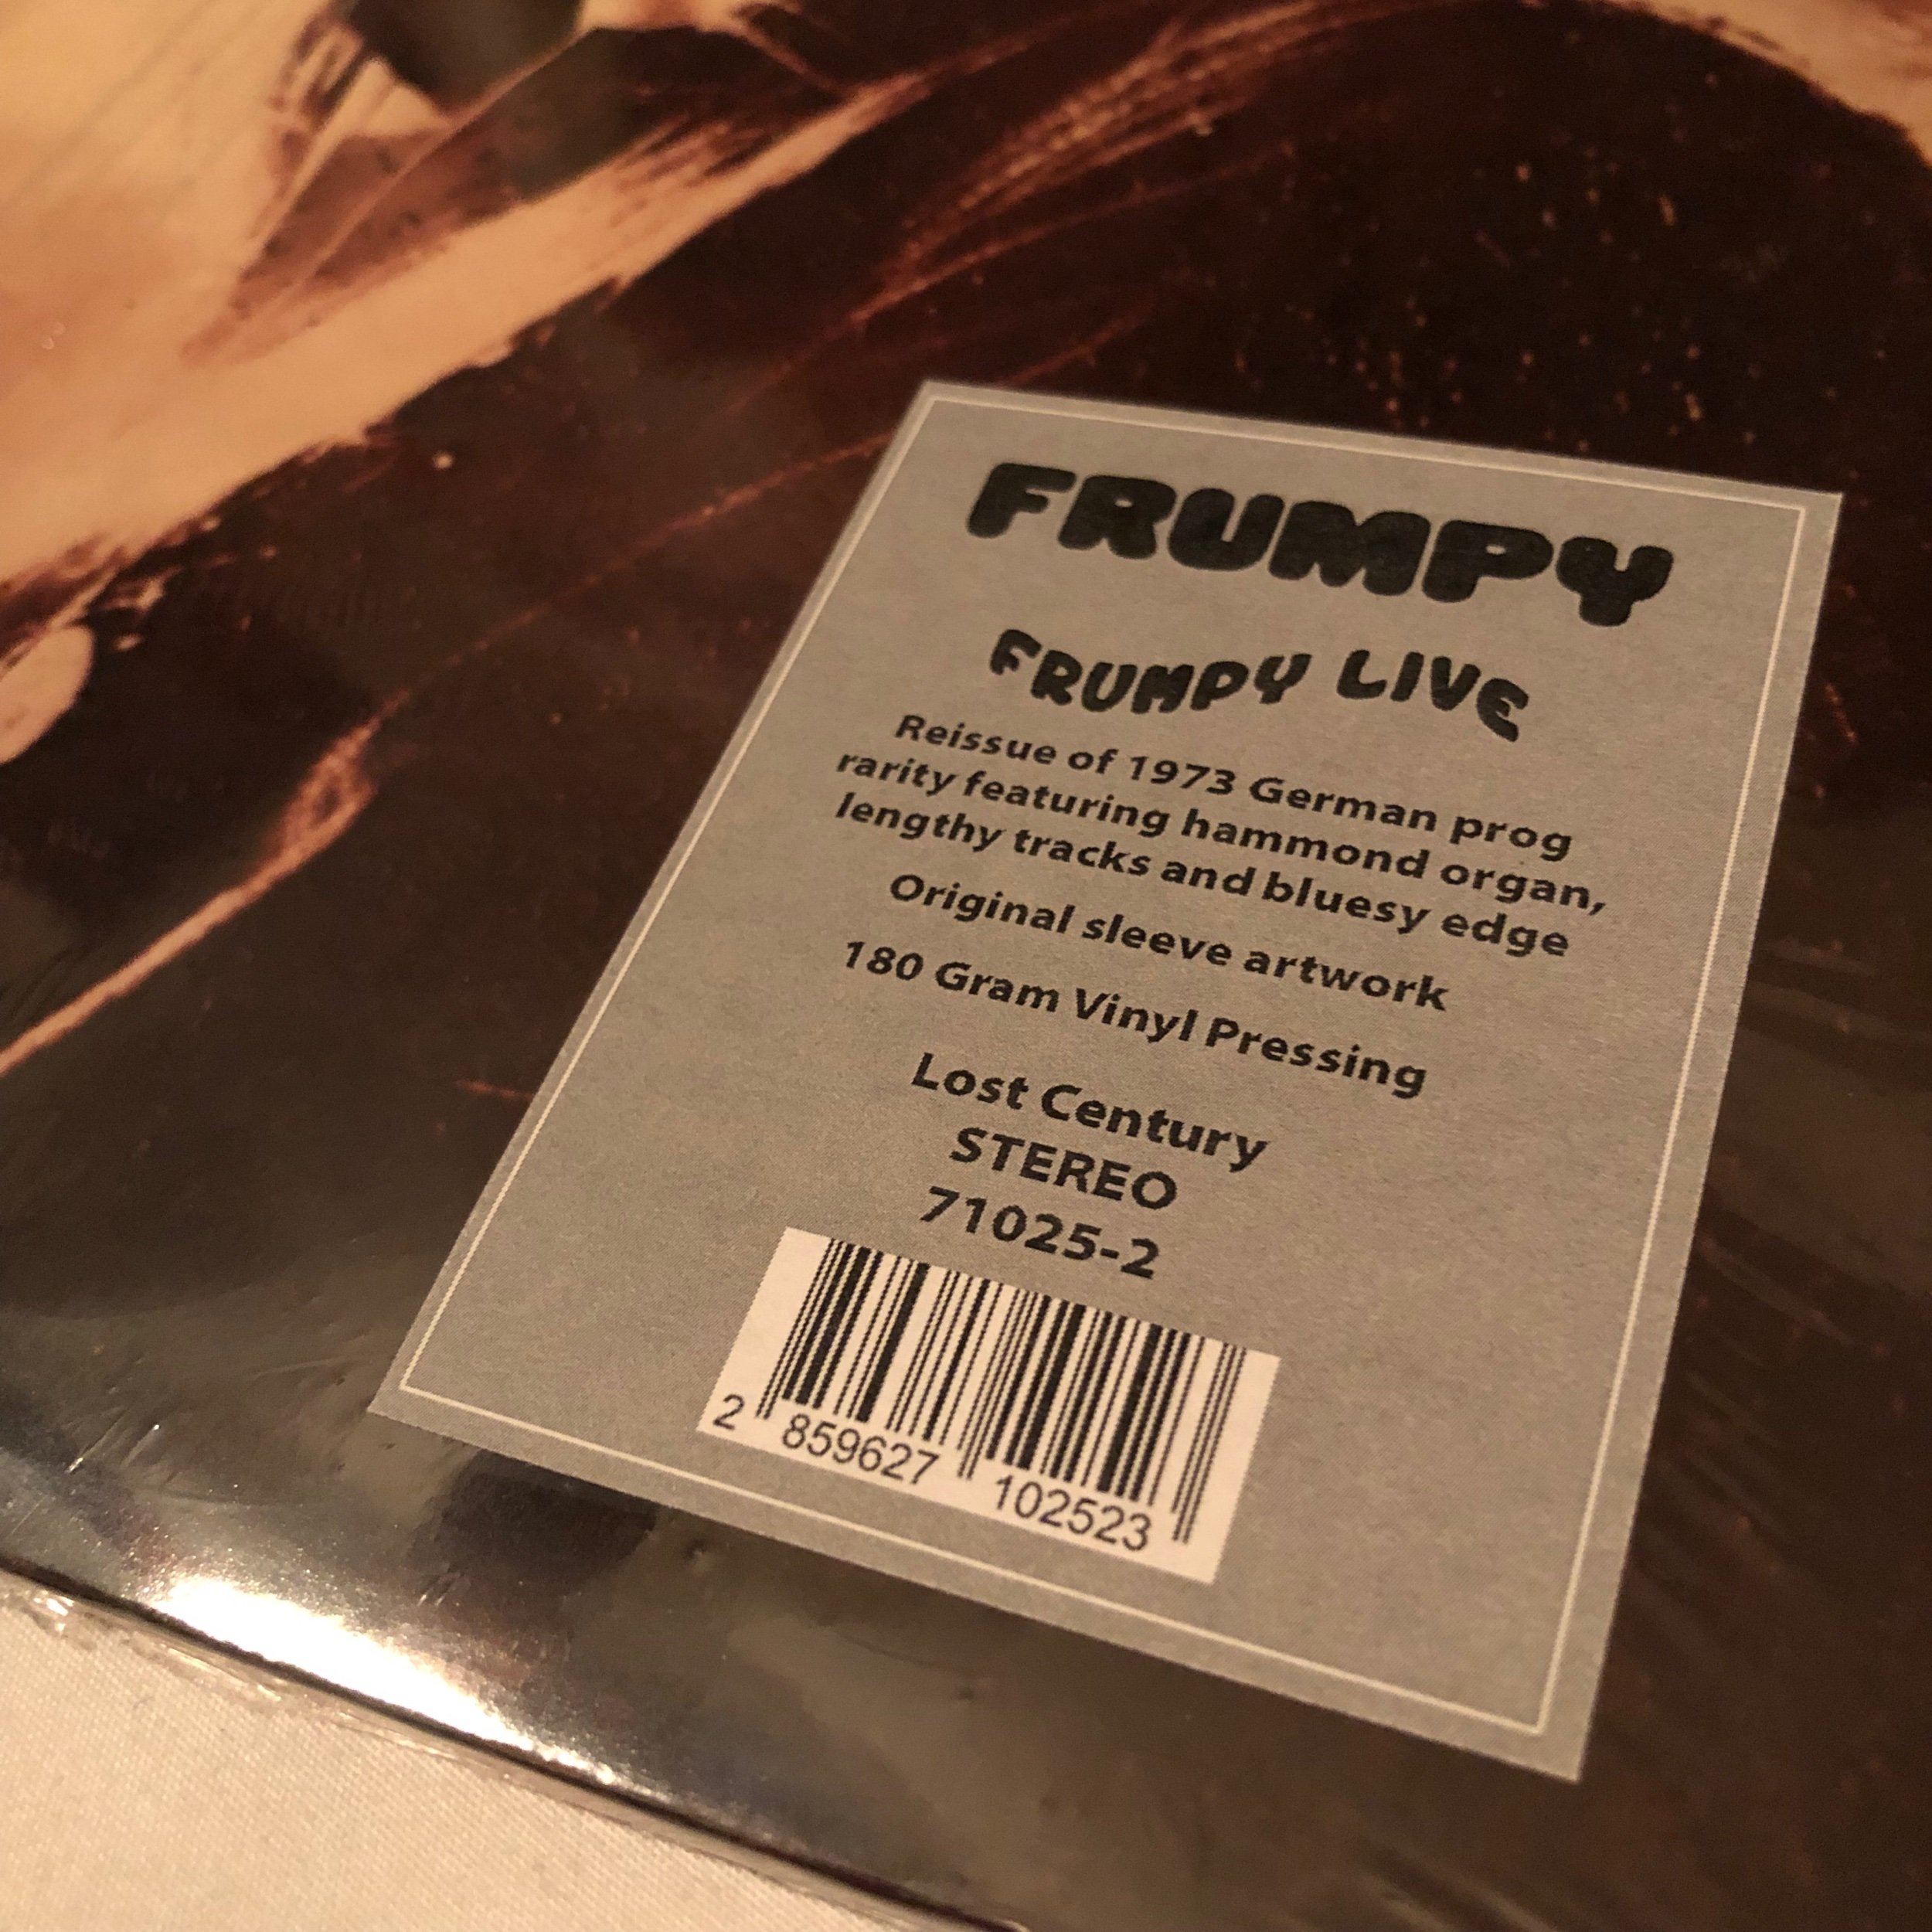 FRUMPY
FRUMPY LIVE
Reissue of 1973 German prog
rarity featuring hammond organ,
lengthy tracks and bluesy edge
Original sleeve artwork
180 Gram Vinyl Pressing
Lost Century
STEREO
71025-2
2 859627 102523